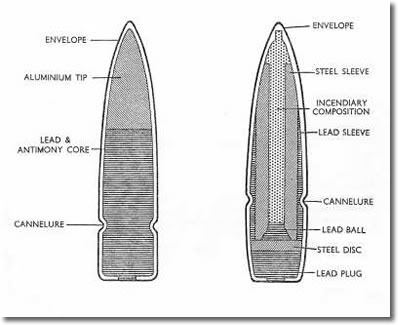 ENVELOPE
ALUMINIUM TIP
LEAD &
ANTIMONY CORE
CANNELURE
ENVELOPE
STEEL SLEEVE
INCENDIARY
COMPOSITION
LEAD SLEEVE
CANNELURE
LEAD BALL
STEEL DISC
LEAD PLUG